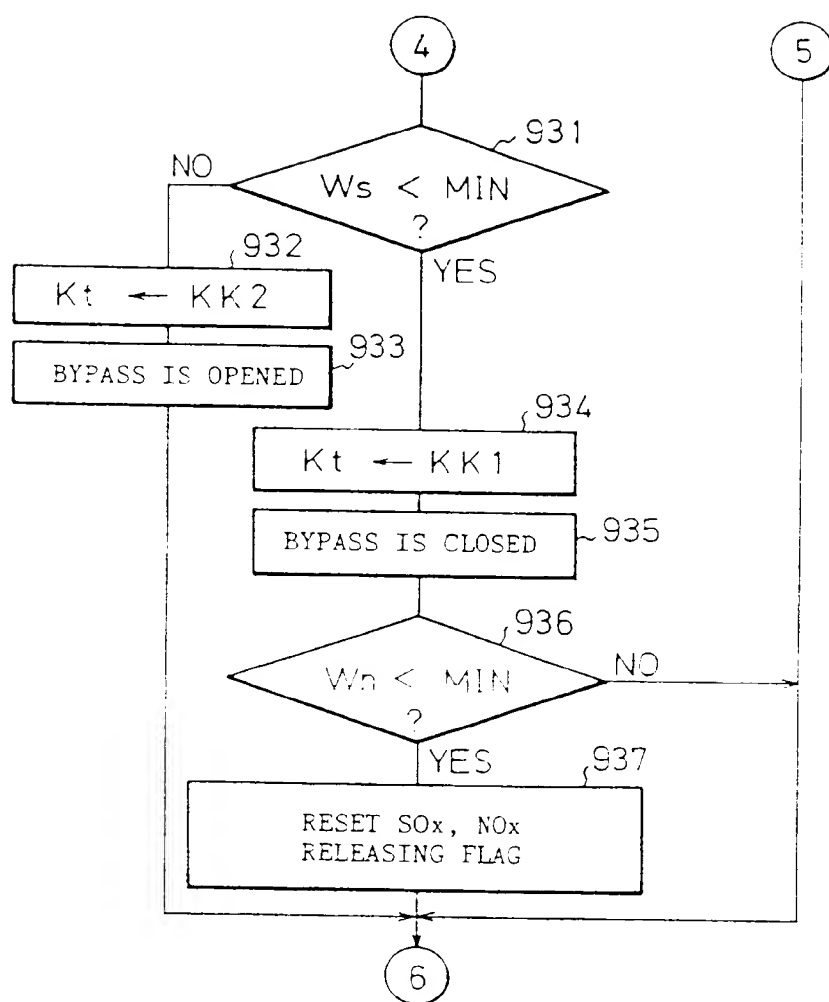 4
5
931
Ws < MIN
?
NO
YES
932
Kt ← KK2
933
BYPASS IS OPENED
934
Kt ← KK1
BYPASS IS CLOSED
935
936
Wn < MIN
?
NO
YES
937
RESET SOx, NOx
RELEASING FLAG
6